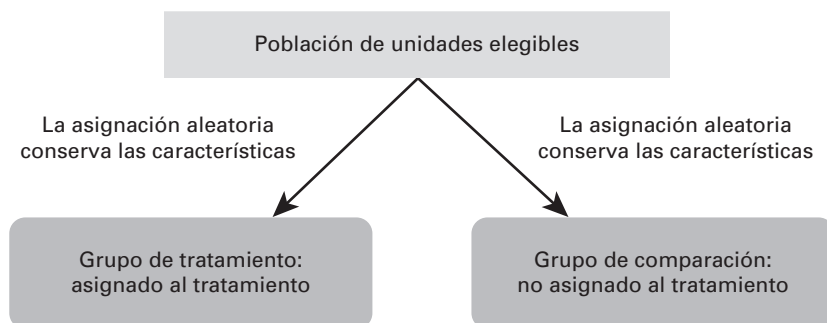 Población de unidades elegibles
La asignación aleatoria
conserva las características
La asignación aleatoria
conserva las características
Grupo de tratamiento:
asignado al tratamiento
Grupo de comparación:
no asignado al tratamiento